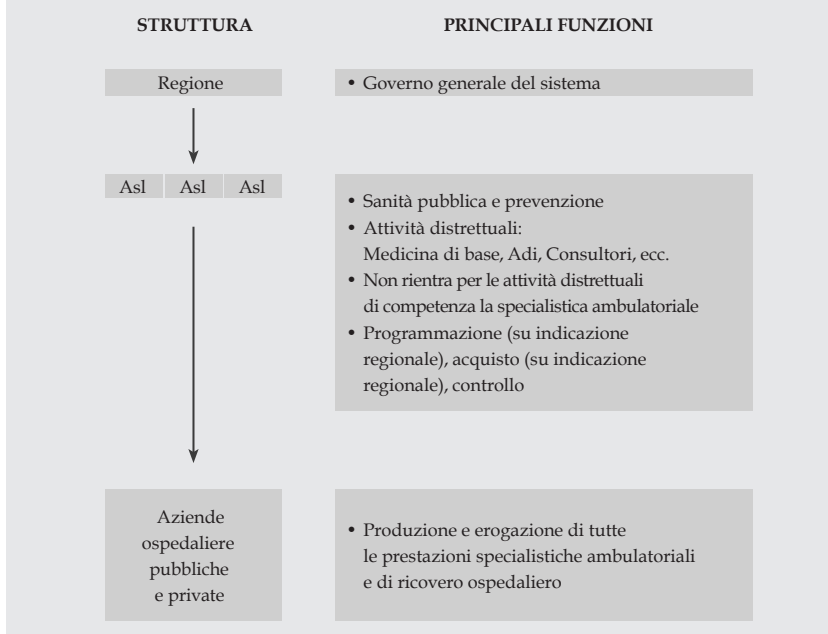 STRUTTURA
PRINCIPALI FUNZIONI
Regione
• Governo generale del sistema
Asl Asl Asl
• Sanità pubblica e prevenzione
• Attività distrettuali:
Medicina di base, Adi, Consultori, ecc.
• Non rientra per le attività distrettuali
di competenza la specialistica ambulatoriale
• Programmazione (su indicazione
regionale), acquisto (su indicazione
regionale), controllo
Aziende
ospedaliere
pubbliche
e private
• Produzione e erogazione di tutte
le prestazioni specialistiche ambulatoriali
e di ricovero ospedaliero